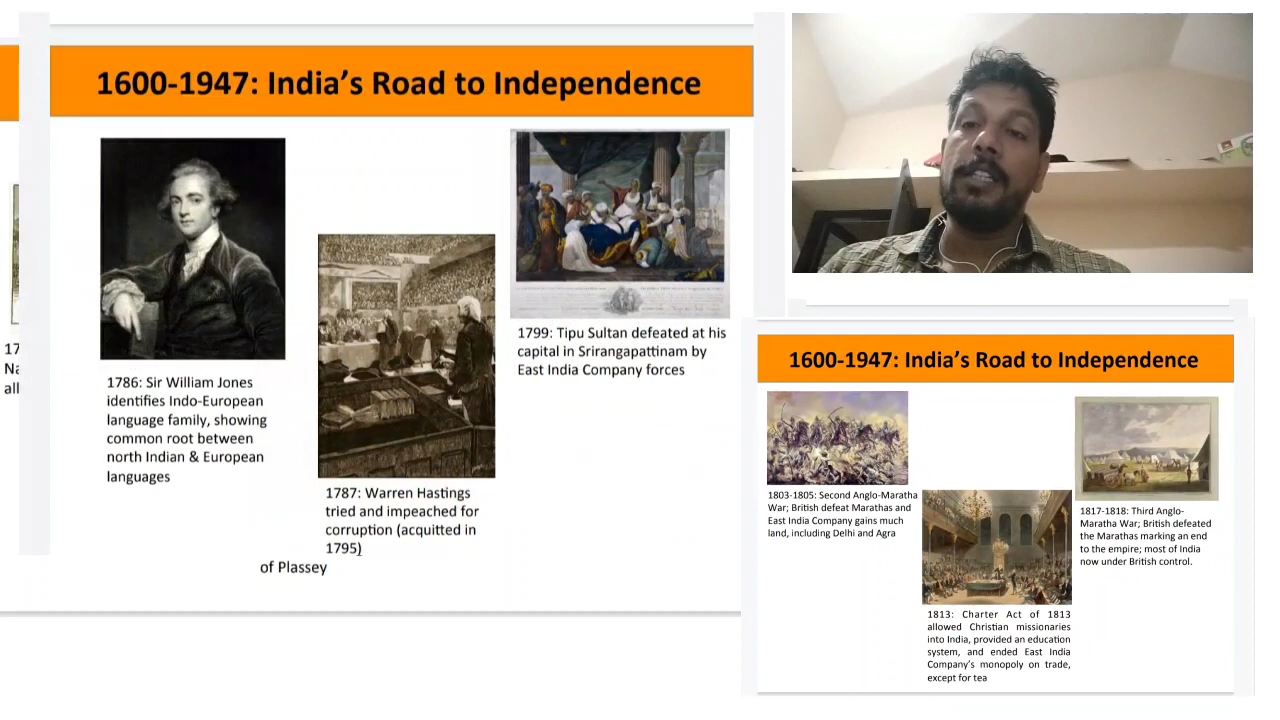 1600-1947: India's Road to Independence
1786: Sir William Jones
identifies Indo-European
language family, showing
common root between
north Indian & European
languages
1787: Warren Hastings
tried and impeached for
corruption (acquitted in
1795)
of Plassey
1799: Tipu Sultan defeated at his
capital in Srirangapattinam by
East India Company forces
17
Na
all
1600-1947: India's Road to Independence
1803-1805: Second Anglo-Maratha
War; British defeat Marathas and
East India Company gains much
land, including Delhi and Agra
1813: Charter Act of 1813
allowed Christian missionaries
into India, provided an education
system, and ended East India
Company's monopoly on trade,
except for tea
1817-1818: Third Anglo-
Maratha War; British defeated
the Marathas marking an end
to the empire; most of India
now under British control.